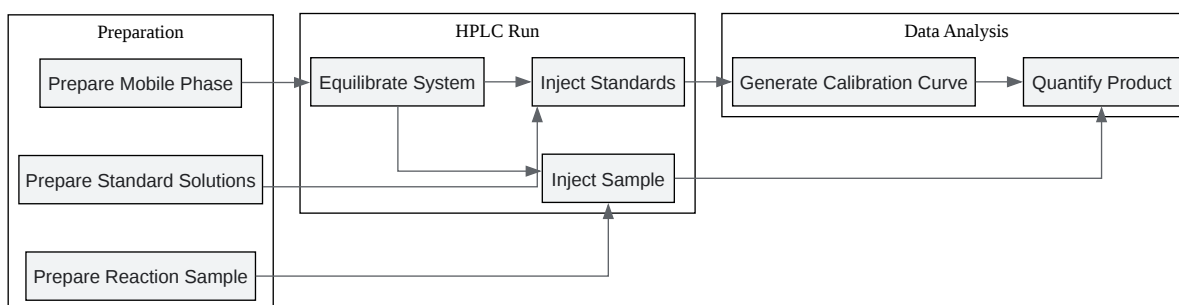 Preparation
Prepare Mobile Phase
Prepare Standard Solutions
Prepare Reaction Sample
HPLC Run
Equilibrate System
Inject Standards
Inject Sample
Data Analysis
Generate Calibration Curve
Quantify Product